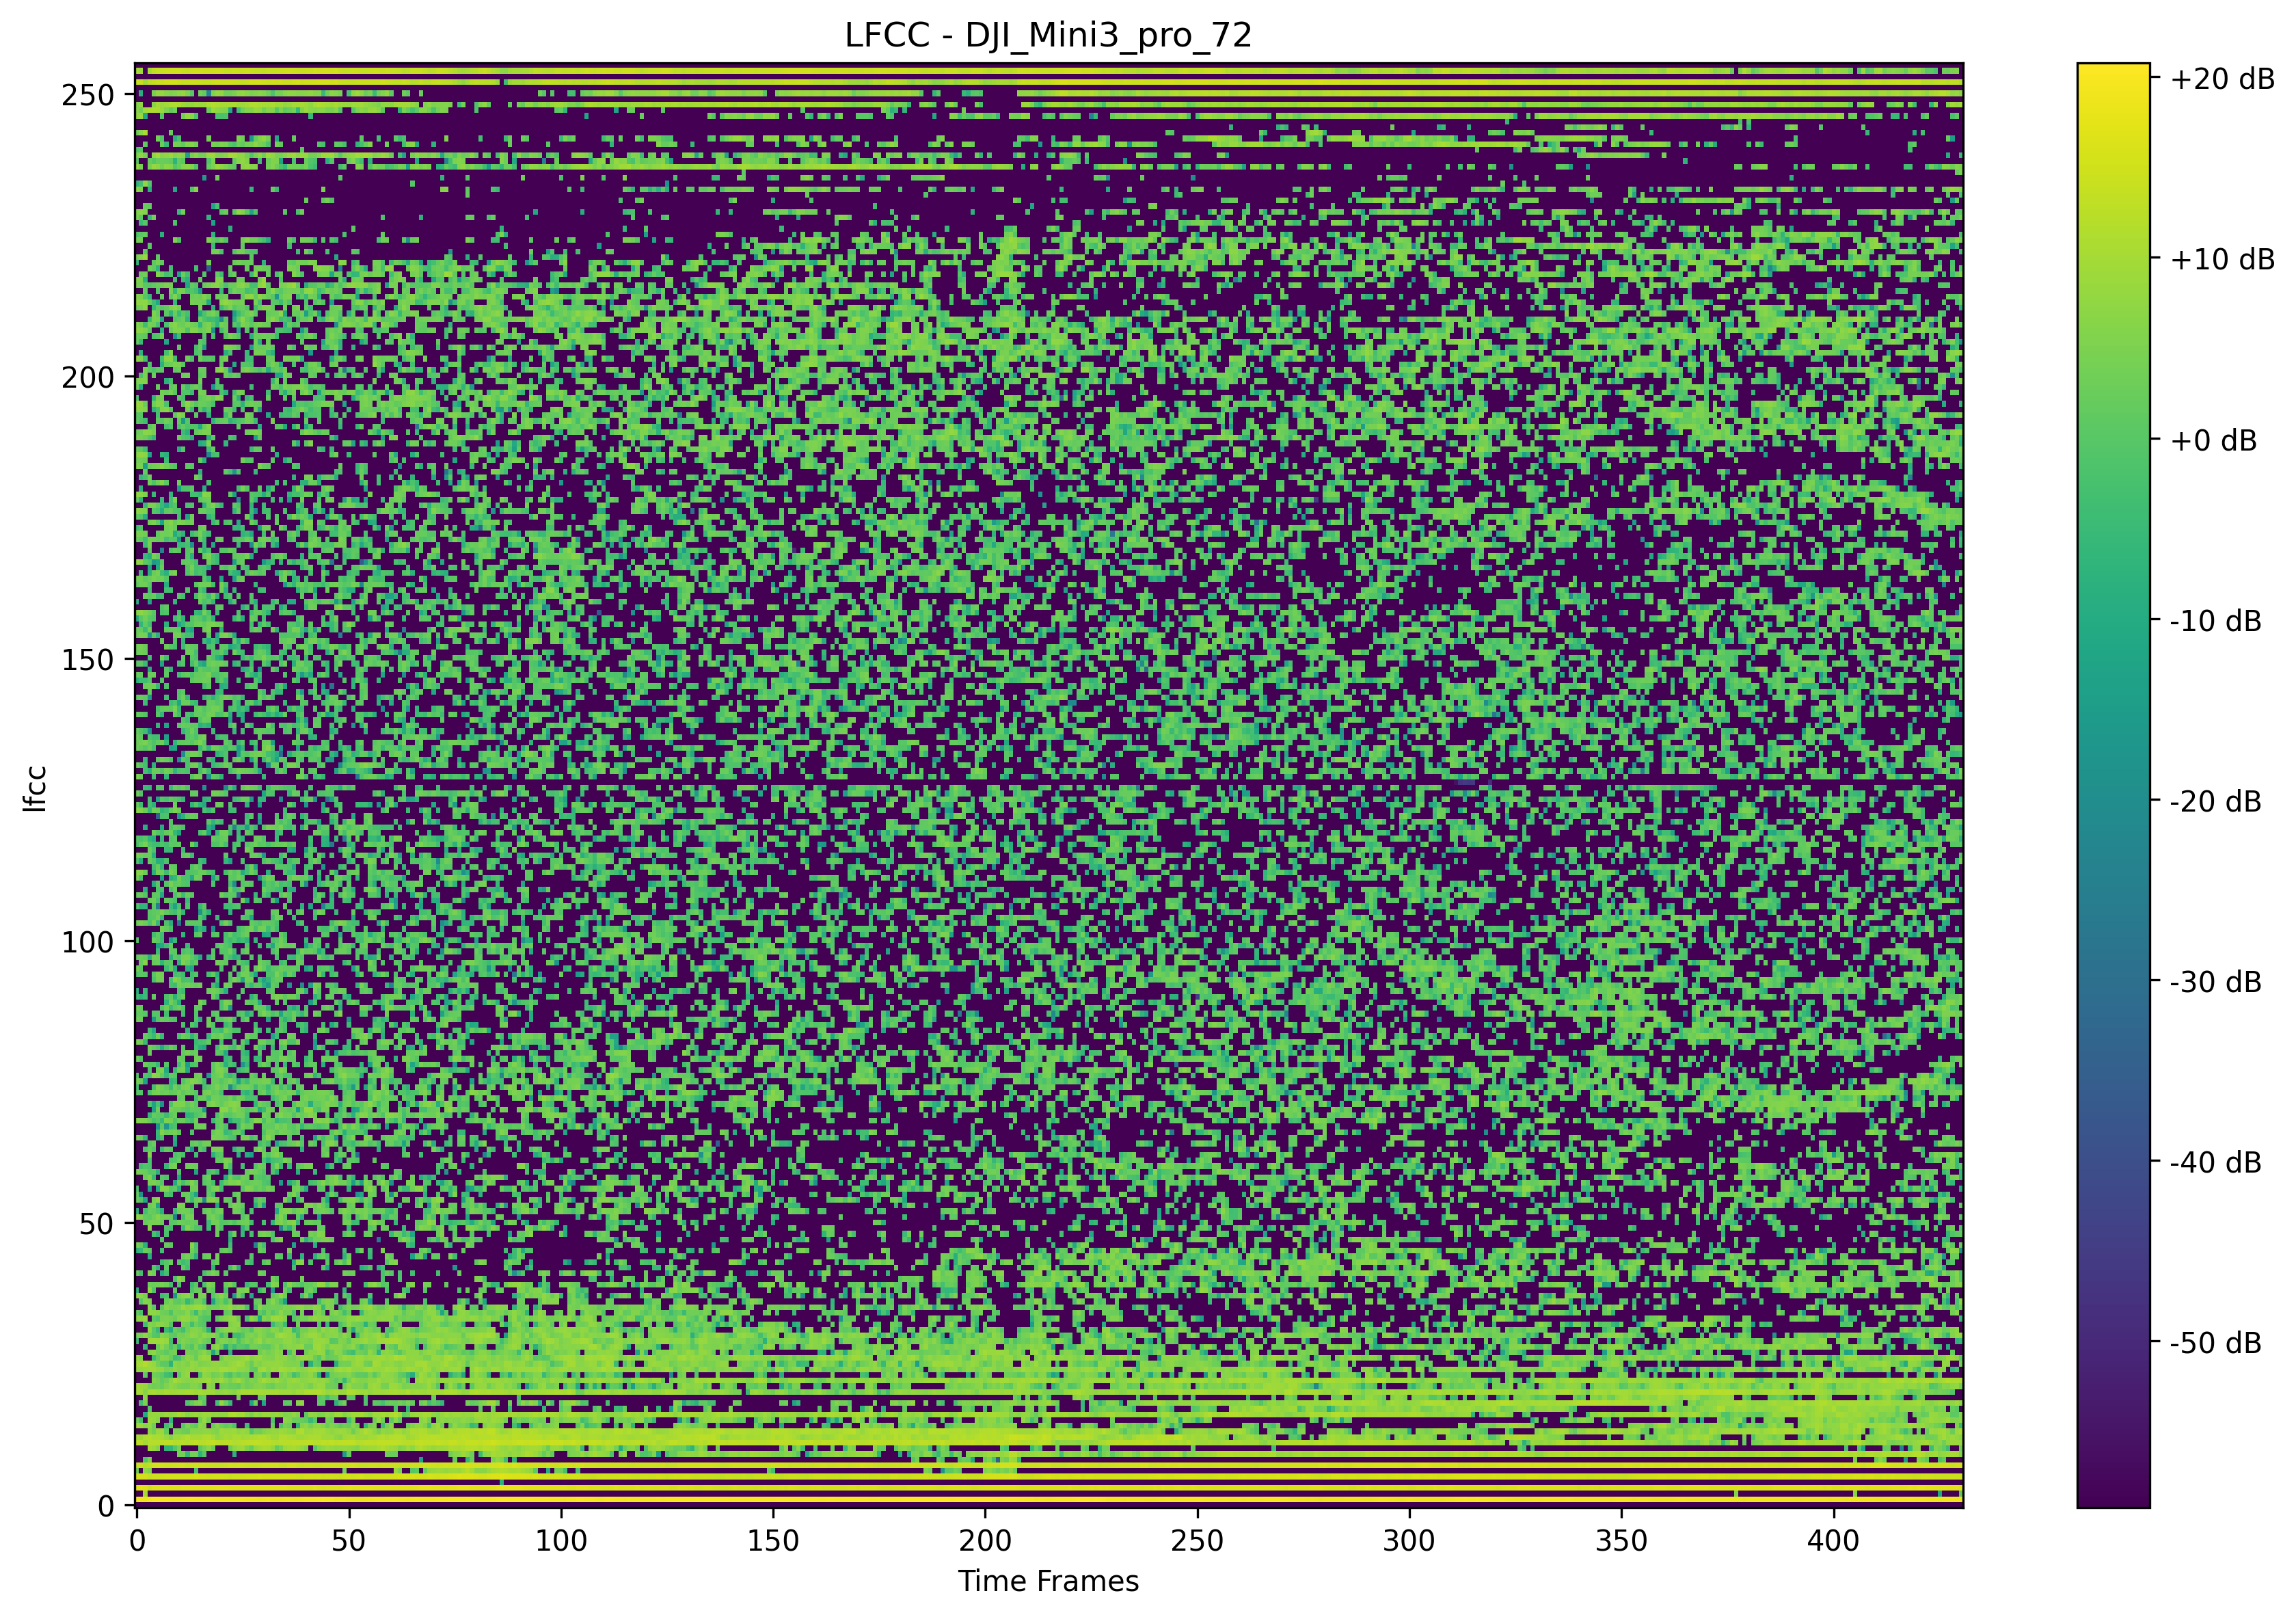 LFCC - DJI_Mini3_pro_72
250
200
150
100
50
0
lfcc
0 50 100 150 200 250 300 350 400
Time Frames
+20 dB
+10 dB
+0 dB
-10 dB
-20 dB
-30 dB
-40 dB
-50 dB